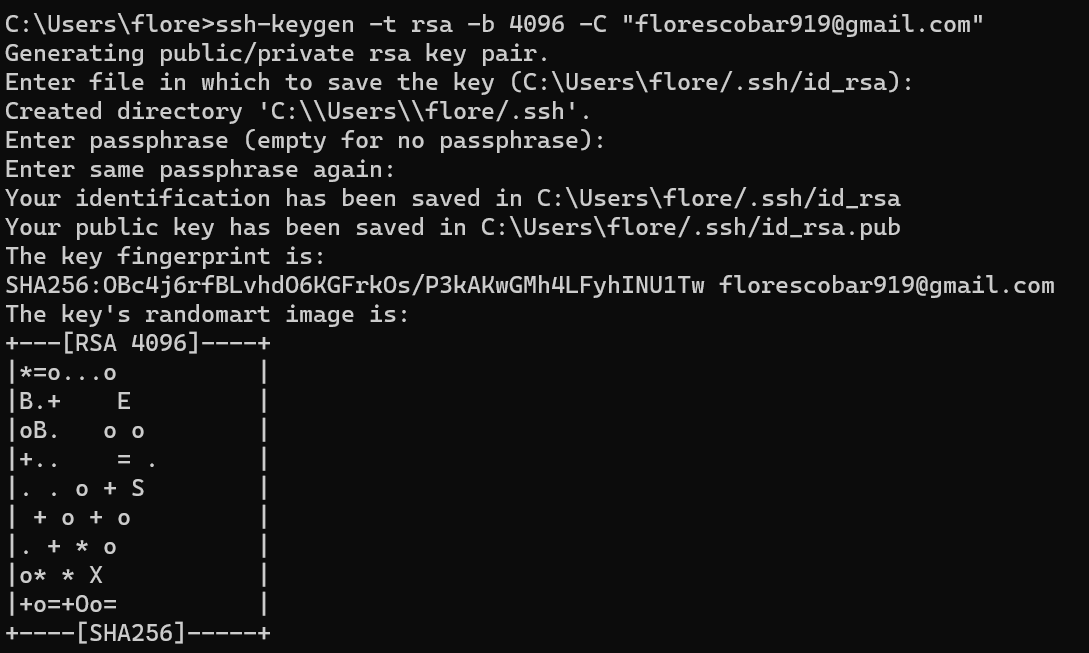 C:\Users\flore>ssh-keygen -t rsa -b 4096 -C "florescobar919@gmail.com"
Generating public/private rsa key pair.
Enter file in which to save the key (C:\Users\flore/.ssh/id_rsa):
Created directory 'C:\\Users\\flore/.ssh'.
Enter passphrase (empty for no passphrase):
Enter same passphrase again:
Your identification has been saved in C:\Users\flore/.ssh/id_rsa
Your public key has been saved in C:\Users\flore/.ssh/id_rsa.pub
The key fingerprint is:
SHA256:OBc4j6rfBLvhdO6KGFrkOs/P3kAKwGMh4LFyhINU1Tw florescobar919@gmail.com
The key's randomart image is:
+---[RSA 4096]----+
|*=o...o          |
|B.+    E         |
|oB.   o o        |
|+..    = .       |
|. . o + S        |
| + o + o         |
|. + * o          |
|o* * X           |
|+o=+Oo=          |
+----[SHA256]-----+